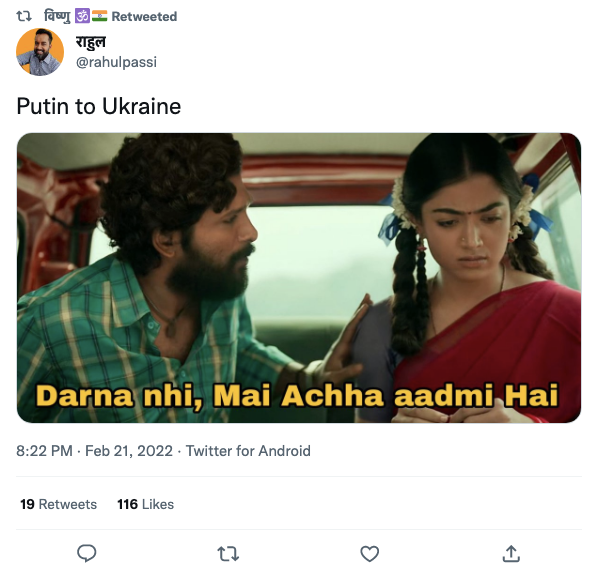 विष्णु 🕉️🇮🇳 Retweeted
राहुल
@rahulpassi
Putin to Ukraine
Darna nhi, Mai Achha aadmi Hai
8:22 PM · Feb 21, 2022 · Twitter for Android
19 Retweets 116 Likes